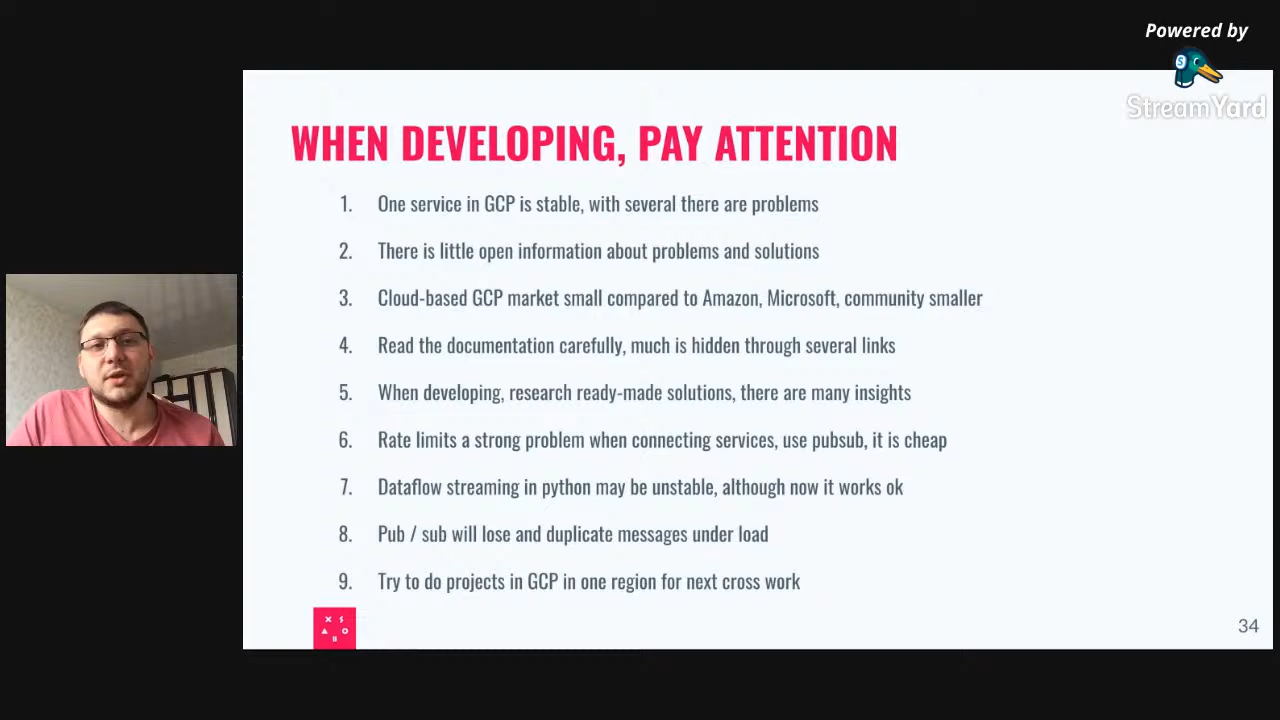 Powered by
StreamYard
WHEN DEVELOPING, PAY ATTENTION
1. One service in GCP is stable, with several there are problems
2. There is little open information about problems and solutions
3. Cloud-based GCP market small compared to Amazon, Microsoft, community smaller
4. Read the documentation carefully, much is hidden through several links
5. When developing, research ready-made solutions, there are many insights
6. Rate limits a strong problem when connecting services, use pubsub, it is cheap
7. Dataflow streaming in python may be unstable, although now it works ok
8. Pub / sub will lose and duplicate messages under load
9. Try to do projects in GCP in one region for next cross work
34